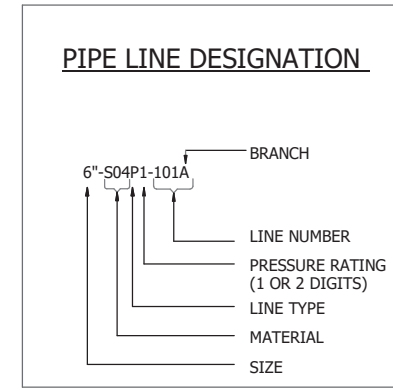 PIPE LINE DESIGNATION
BRANCH
6"-S04P1-101A
LINE NUMBER
PRESSURE RATING
(1 OR 2 DIGITS)
LINE TYPE
MATERIAL
SIZE